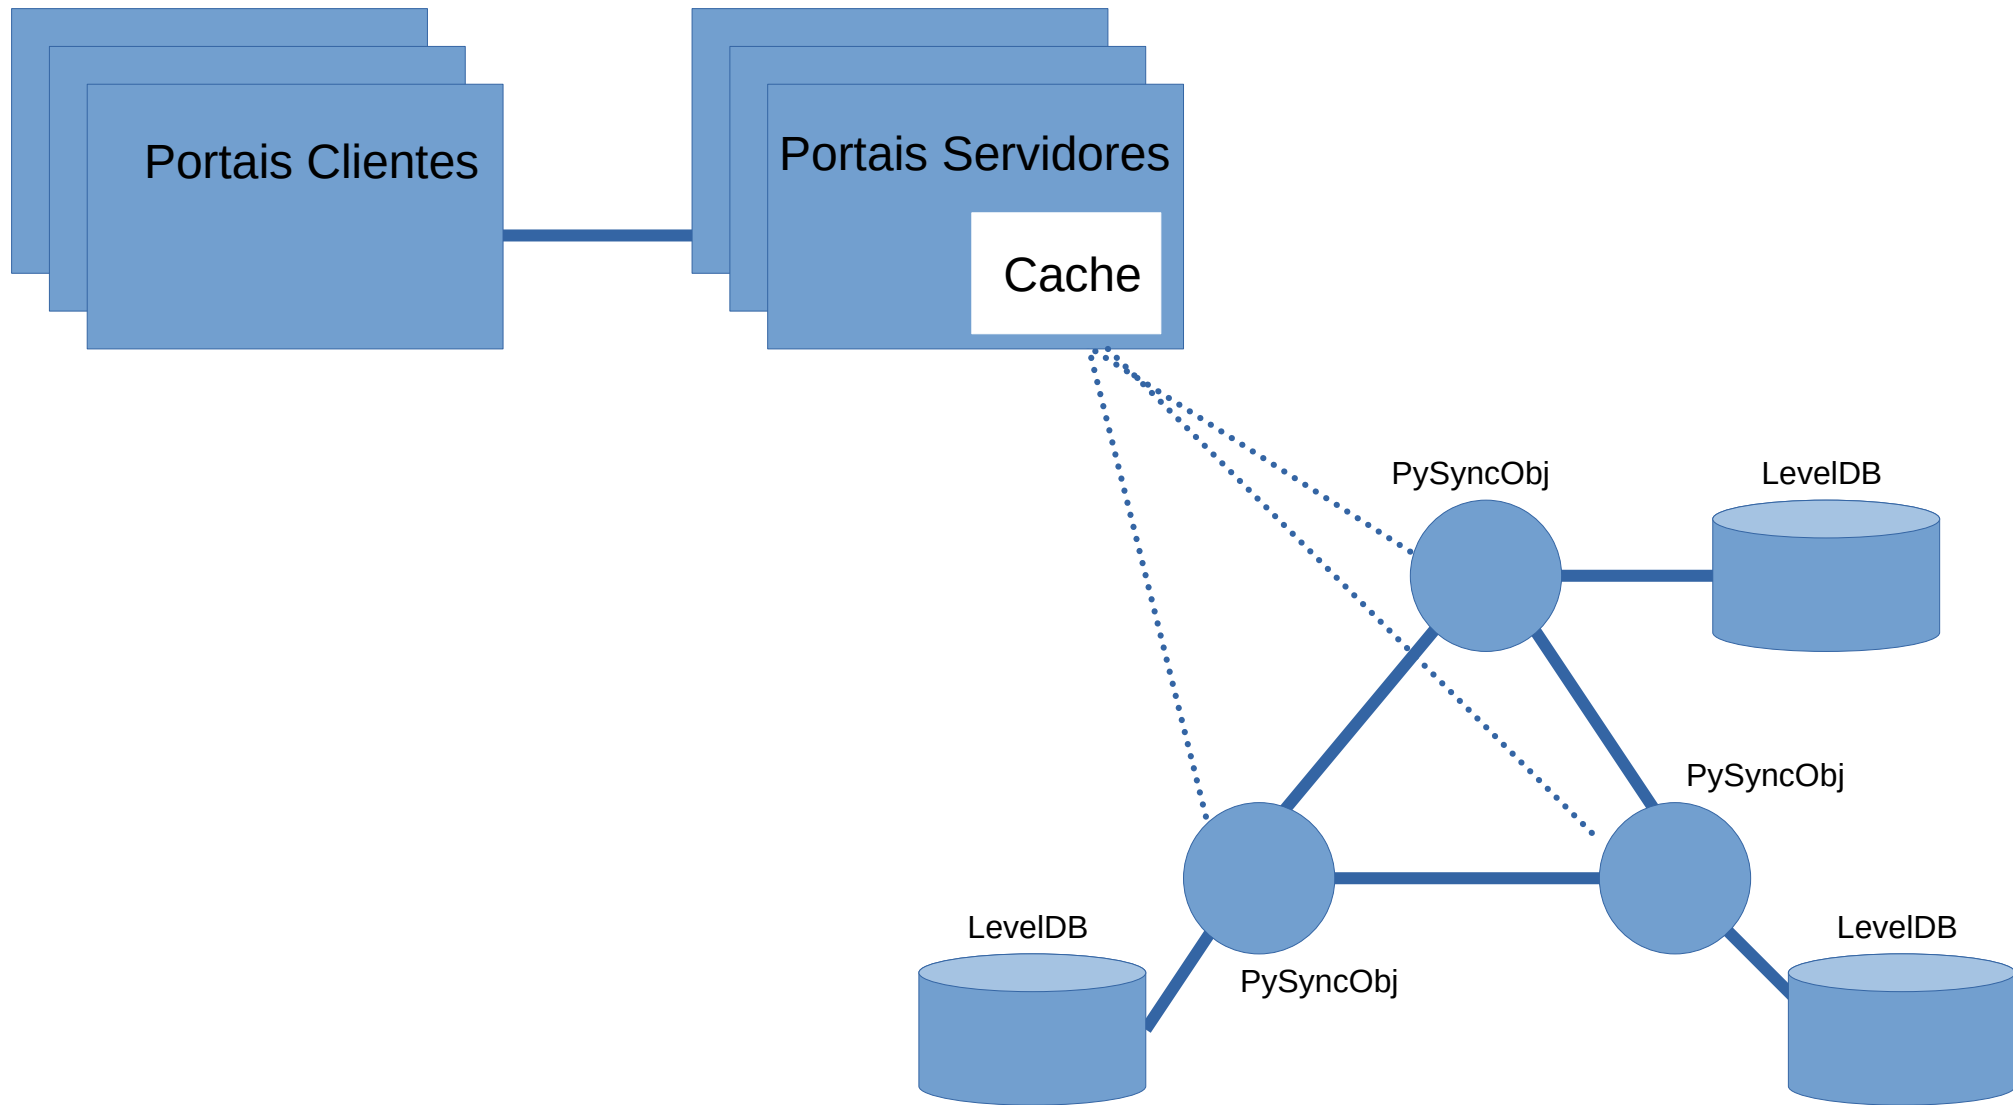 Portais Clientes
Portais Servidores
Cache
PySyncObj
LevelDB
PySyncObj
LevelDB
LevelDB
PySyncObj